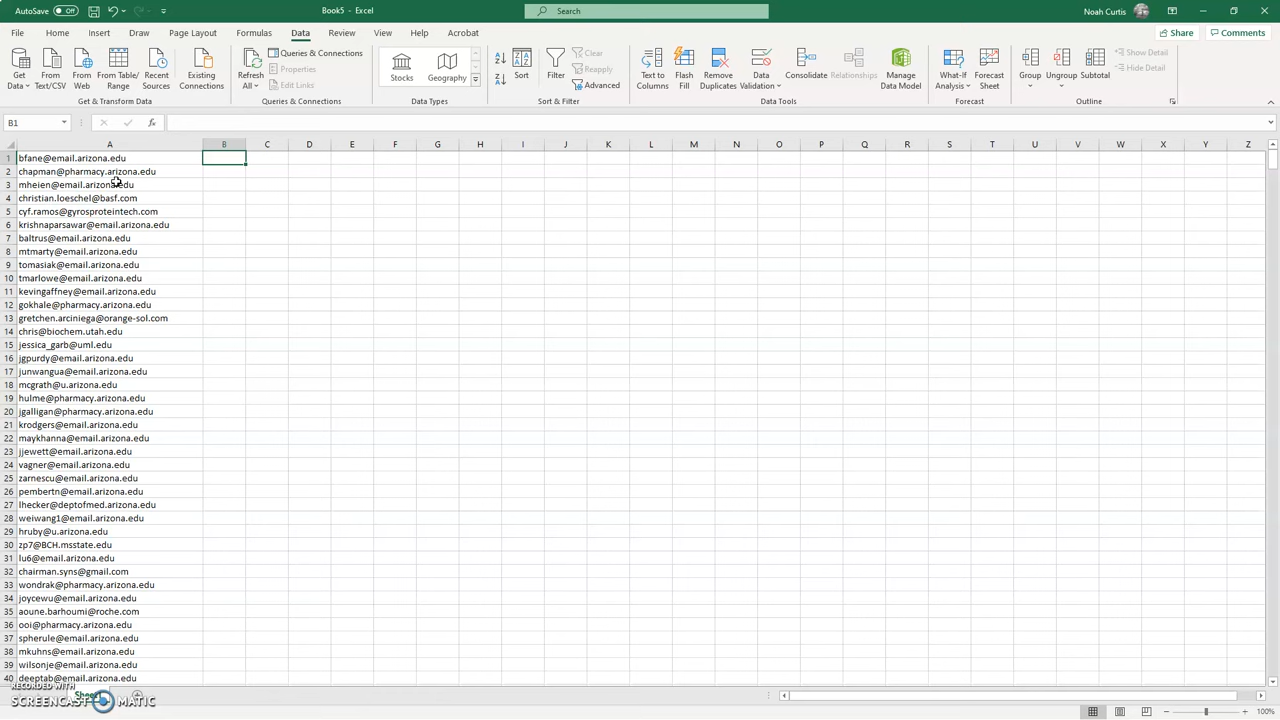 AutoSave Off Book5 - Excel Search Noah Curtis
File Home Insert Draw Page Layout Formulas Data Review View Help Acrobat Share Comments
Get Data From Text/CSV From Web From Table/Range Recent Sources Existing Connections
Get & Transform Data
Refresh All Queries & Connections Properties Edit Links
Queries & Connections
Stocks Geography
Data Types
Sort Filter Clear Reapply Advanced
Sort & Filter
Text to Columns Flash Fill Remove Duplicates Data Validation Consolidate Relationships Manage Data Model
Data Tools
What-If Analysis Forecast Sheet
Forecast
Group Ungroup Subtotal Show Detail Hide Detail
Outline
B1 fx
A B C D E F G H I J K L M N O P Q R S T U V W X Y Z
1 bfane@email.arizona.edu
2 chapman@pharmacy.arizona.edu
3 mheien@email.arizona.edu
4 christian.loeschel@basf.com
5 cyf.ramos@gyrosproteintech.com
6 krishnaparsawar@email.arizona.edu
7 baltrus@email.arizona.edu
8 mtmarty@email.arizona.edu
9 tomasiak@email.arizona.edu
10 tmarlowe@email.arizona.edu
11 kevingaffney@email.arizona.edu
12 gokhale@pharmacy.arizona.edu
13 gretchen.arciniega@orange-sol.com
14 chris@biochem.utah.edu
15 jessica_garb@uml.edu
16 jgpurdy@email.arizona.edu
17 junwangua@email.arizona.edu
18 mcgrath@u.arizona.edu
19 hulme@pharmacy.arizona.edu
20 jgalligan@pharmacy.arizona.edu
21 krodgers@email.arizona.edu
22 maykhanna@email.arizona.edu
23 jjewett@email.arizona.edu
24 vagner@email.arizona.edu
25 zarnescu@email.arizona.edu
26 pembertn@email.arizona.edu
27 lhecker@deptofmed.arizona.edu
28 weiwang1@email.arizona.edu
29 hruby@u.arizona.edu
30 zp7@BCH.msstate.edu
31 lu6@email.arizona.edu
32 chairman.syns@gmail.com
33 wondrak@pharmacy.arizona.edu
34 joycewu@email.arizona.edu
35 aoune.barhoumi@roche.com
36 ooi@pharmacy.arizona.edu
37 spherule@email.arizona.edu
38 mkuhns@email.arizona.edu
39 wilsonje@email.arizona.edu
40 deeptab@email.arizona.edu
RECORDED WITH
SCREENCAST MATIC
Sheet1
100%